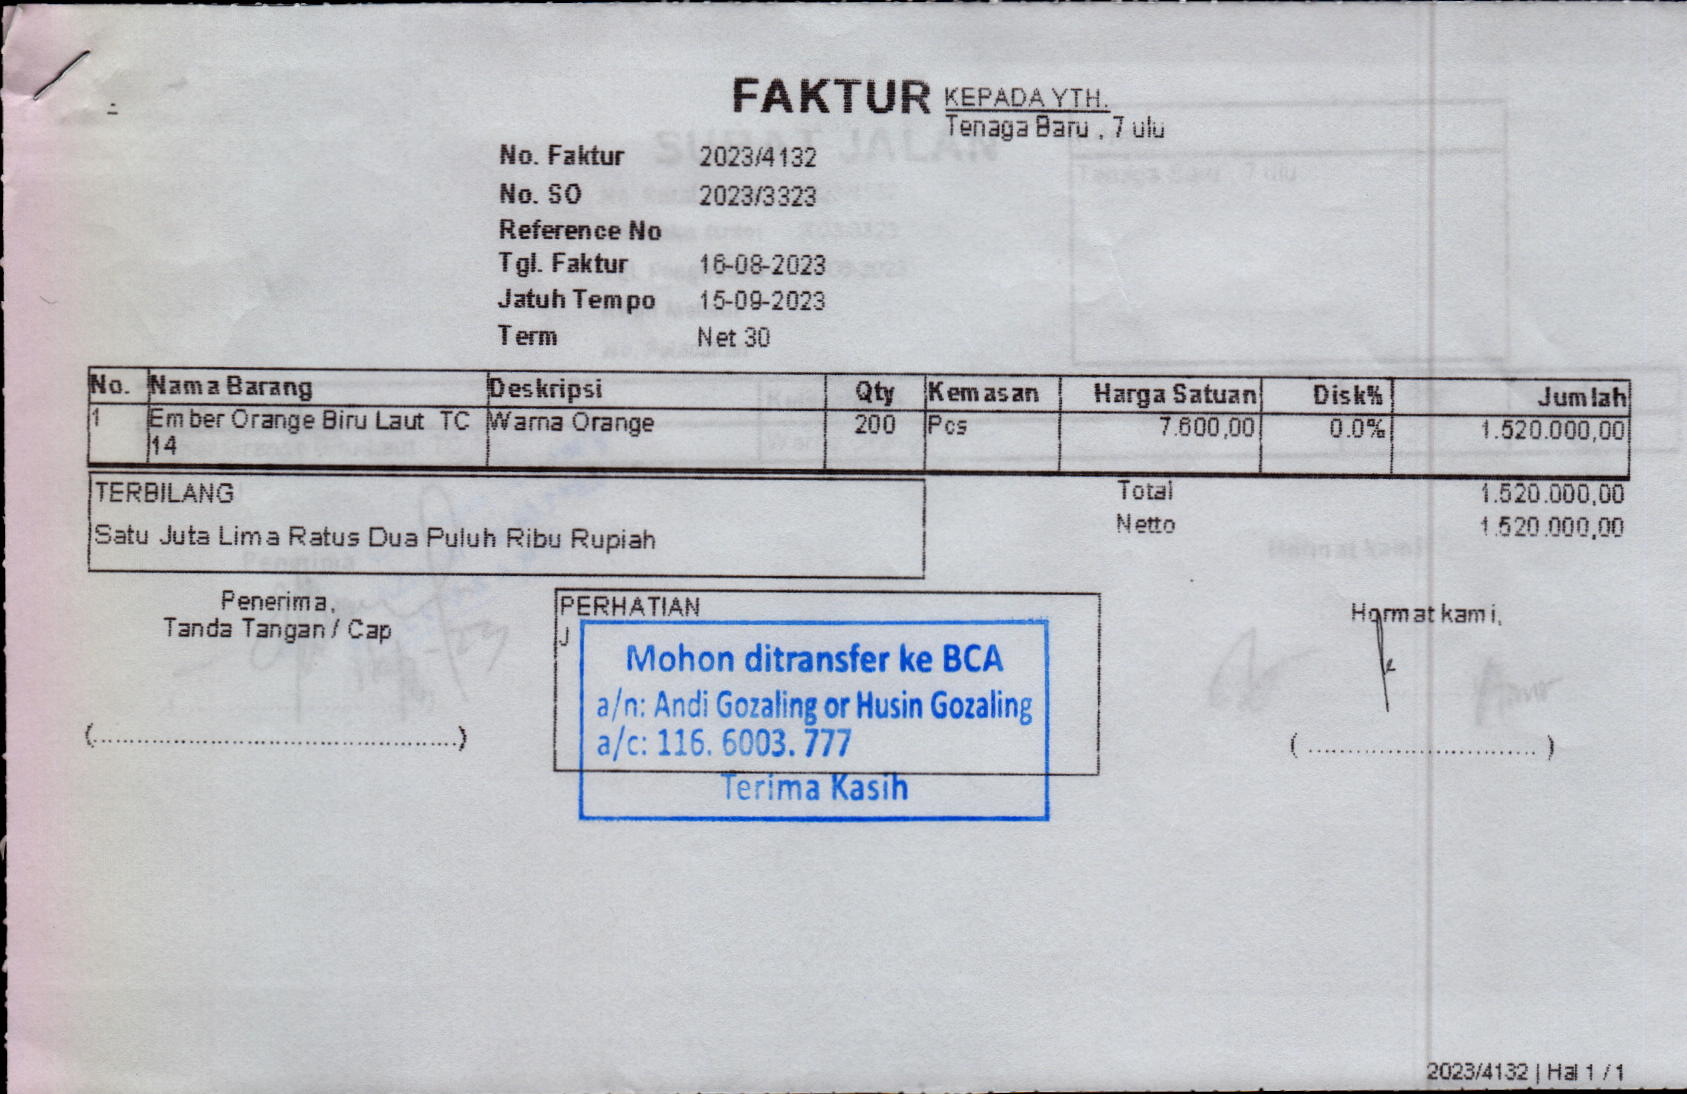 FAKTUR
KEPADA YTH.
Tenaga Baru , 7 ulu
No. Faktur 2023/4132
No. SO 2023/3323
Reference No
Tgl. Faktur 16-08-2023
Jatuh Tempo 15-09-2023
Term Net 30
No. Nama Barang Deskripsi Qty Kemasan Harga Satuan Disk% Jumlah
1 Ember Orange Biru Laut TC Warna Orange 200 Pcs 7.600,00 0.0% 1.520.000,00
14
TERBILANG Total 1.520.000,00
Netto 1.520.000,00
Satu Juta Lima Ratus Dua Puluh Ribu Rupiah
Penerima,
Tanda Tangan / Cap
PERHATIAN
J
Mohon ditransfer ke BCA
a/n: Andi Gozaling or Husin Gozaling
a/c: 116. 6003. 777
Terima Kasih
Hormat kami,
(..............................................)
( ............................. )
2023/4132 | Hal 1 / 1